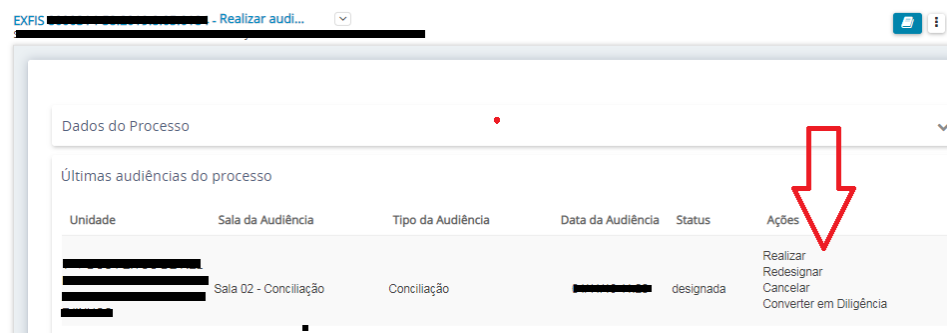 EXFIS - Realizar audi...
Dados do Processo
Últimas audiências do processo
Unidade Sala da Audiência Tipo da Audiência Data da Audiência Status Ações
Sala 02 - Conciliação Conciliação designada
Realizar
Redesignar
Cancelar
Converter em Diligência